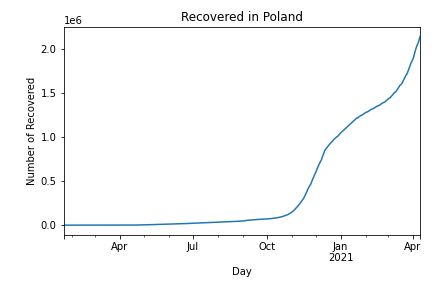 Recovered in Poland
1e6
2.0
1.5
1.0
0.5
0.0
Number of Recovered
Apr Jul Oct Jan Apr
2021
Day